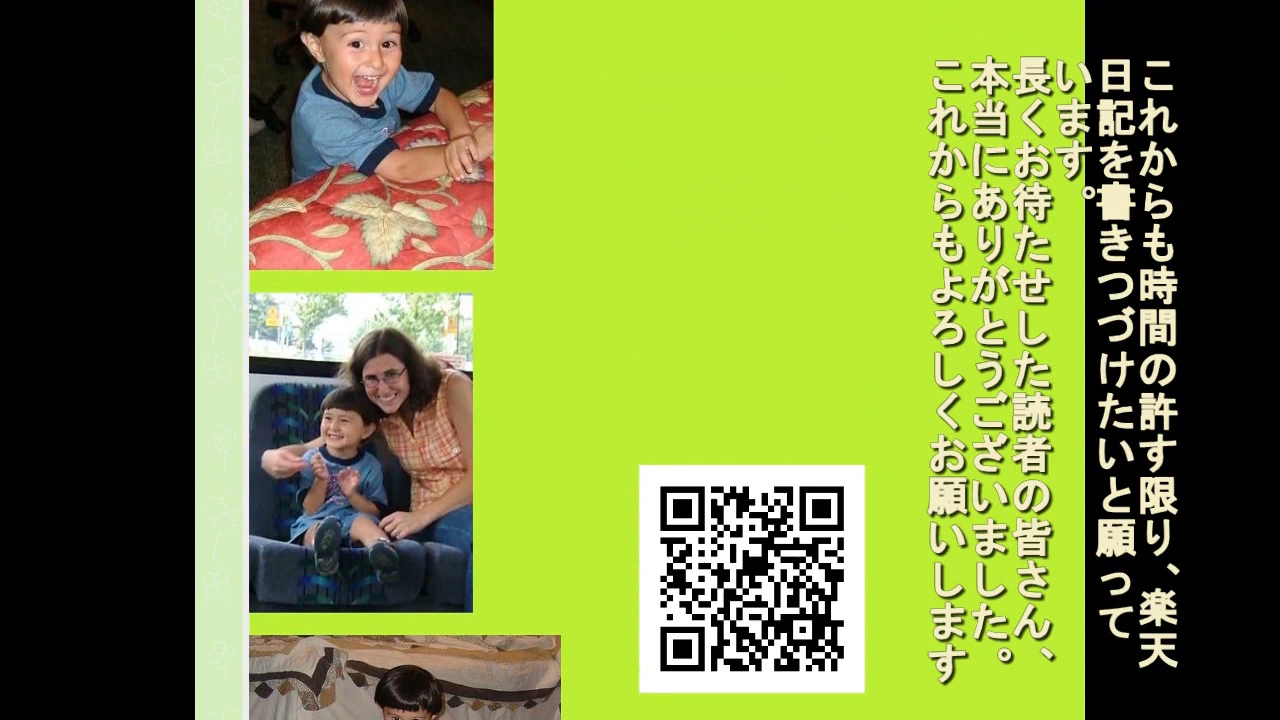 これからも時間の許す限り、楽天
日記を書きつづけたいと願って
います。
長くお待たせした読者の皆さん、
本当にありがとうございました。
これからもよろしくお願いします